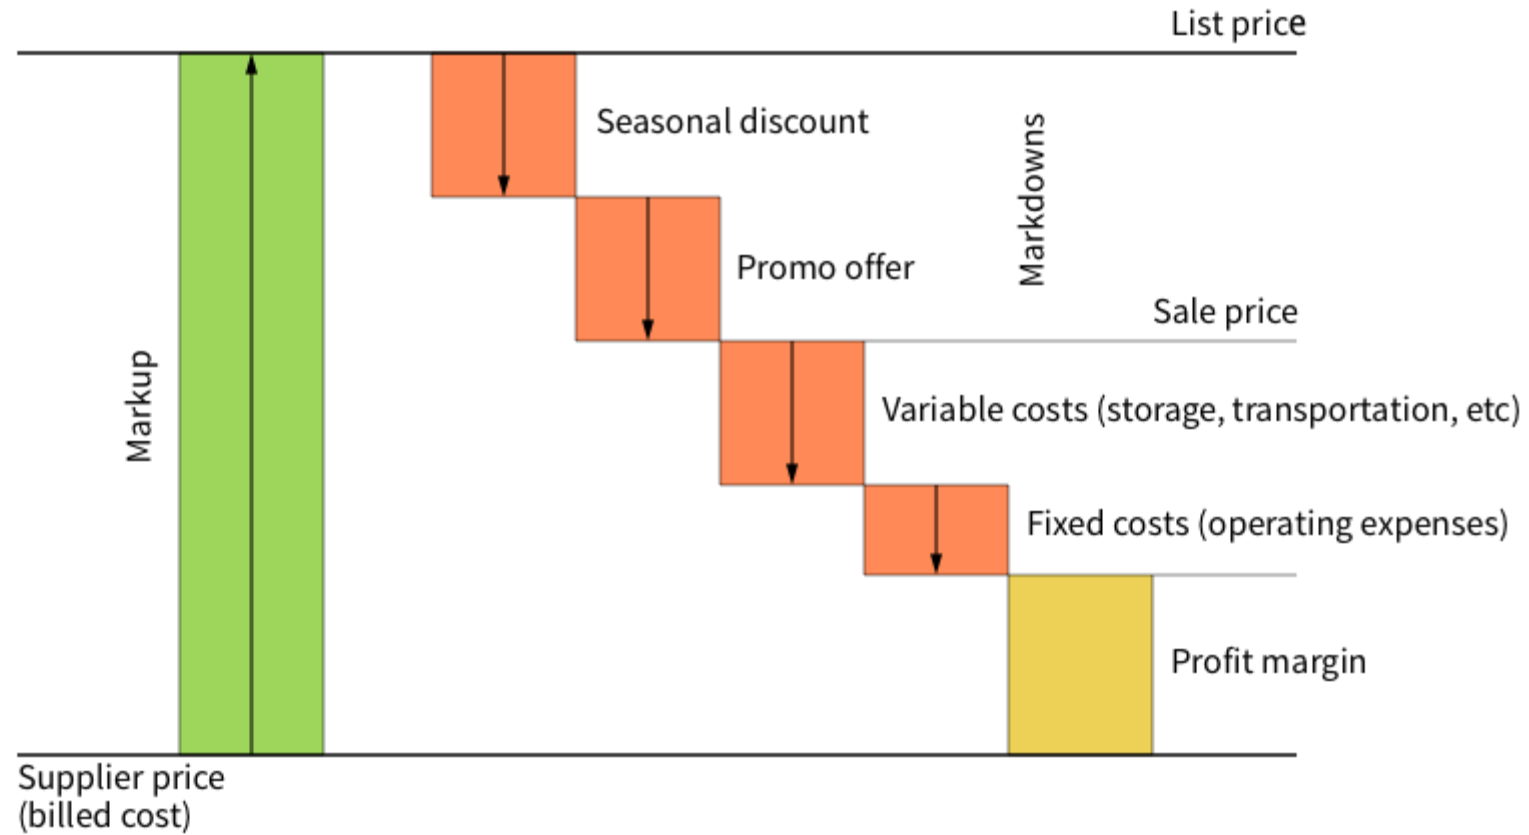 List price
Seasonal discount
Markdowns
Promo offer
Sale price
Markup
Variable costs (storage, transportation, etc)
Fixed costs (operating expenses)
Profit margin
Supplier price
(billed cost)